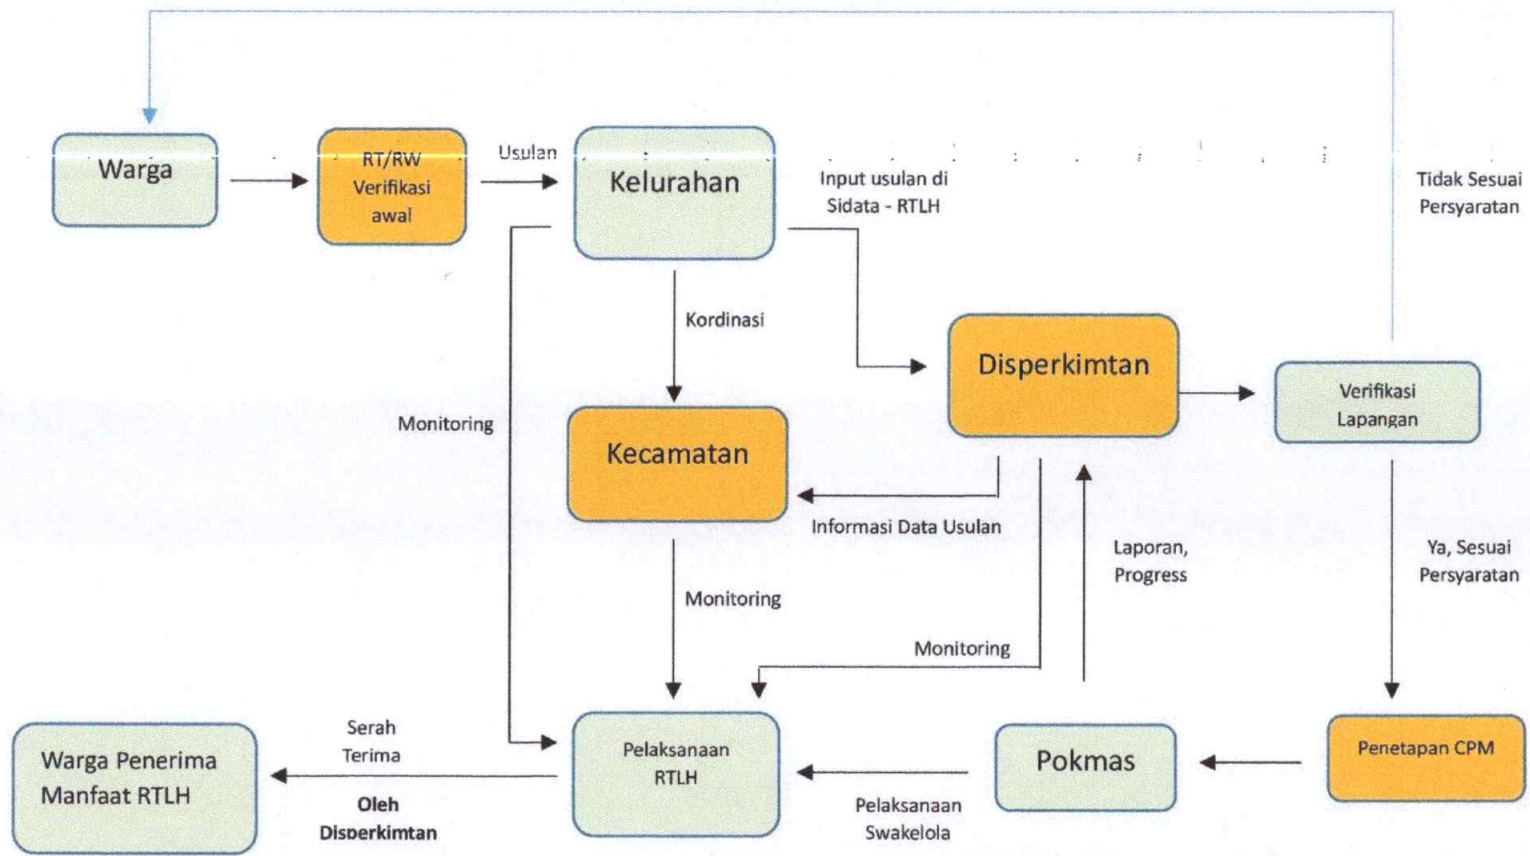 Warga
RT/RW
Verifikasi
awal
Usulan
Kelurahan
Input usulan di
Sidata - RTLH
Tidak Sesuai
Persyaratan
Kordinasi
Disperkimtan
Verifikasi
Lapangan
Monitoring
Kecamatan
Informasi Data Usulan
Laporan,
Progress
Ya, Sesuai
Persyaratan
Monitoring
Monitoring
Warga Penerima
Manfaat RTLH
Serah
Terima
Oleh
Disperkimtan
Pelaksanaan
RTLH
Pelaksanaan
Swakelola
Pokmas
Penetapan CPM